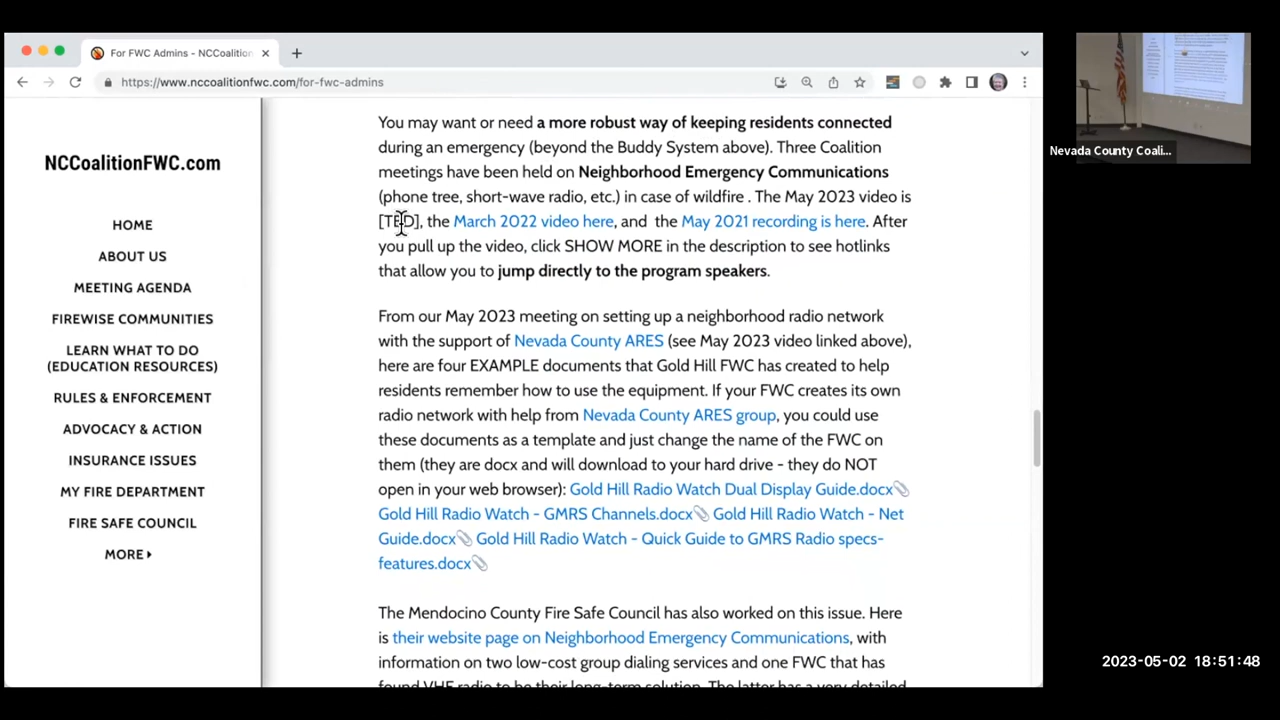 For FWC Admins - NCCoalition
https://www.nccoalitionfwc.com/for-fwc-admins
NCCoalitionFWC.com
HOME
ABOUT US
MEETING AGENDA
FIREWISE COMMUNITIES
LEARN WHAT TO DO
(EDUCATION RESOURCES)
RULES & ENFORCEMENT
ADVOCACY & ACTION
INSURANCE ISSUES
MY FIRE DEPARTMENT
FIRE SAFE COUNCIL
MORE
You may want or need a more robust way of keeping residents connected
during an emergency (beyond the Buddy System above). Three Coalition
meetings have been held on Neighborhood Emergency Communications
(phone tree, short-wave radio, etc.) in case of wildfire . The May 2023 video is
[TBD], the March 2022 video here, and the May 2021 recording is here. After
you pull up the video, click SHOW MORE in the description to see hotlinks
that allow you to jump directly to the program speakers.
From our May 2023 meeting on setting up a neighborhood radio network
with the support of Nevada County ARES (see May 2023 video linked above),
here are four EXAMPLE documents that Gold Hill FWC has created to help
residents remember how to use the equipment. If your FWC creates its own
radio network with help from Nevada County ARES group, you could use
these documents as a template and just change the name of the FWC on
them (they are docx and will download to your hard drive - they do NOT
open in your web browser): Gold Hill Radio Watch Dual Display Guide.docx
Gold Hill Radio Watch - GMRS Channels.docx Gold Hill Radio Watch - Net
Guide.docx Gold Hill Radio Watch - Quick Guide to GMRS Radio specs-
features.docx
The Mendocino County Fire Safe Council has also worked on this issue. Here
is their website page on Neighborhood Emergency Communications, with
information on two low-cost group dialing services and one FWC that has
found VHF radio to be their long-term solution. The latter has a very detailed
Nevada County Coali...
2023-05-02 18:51:48